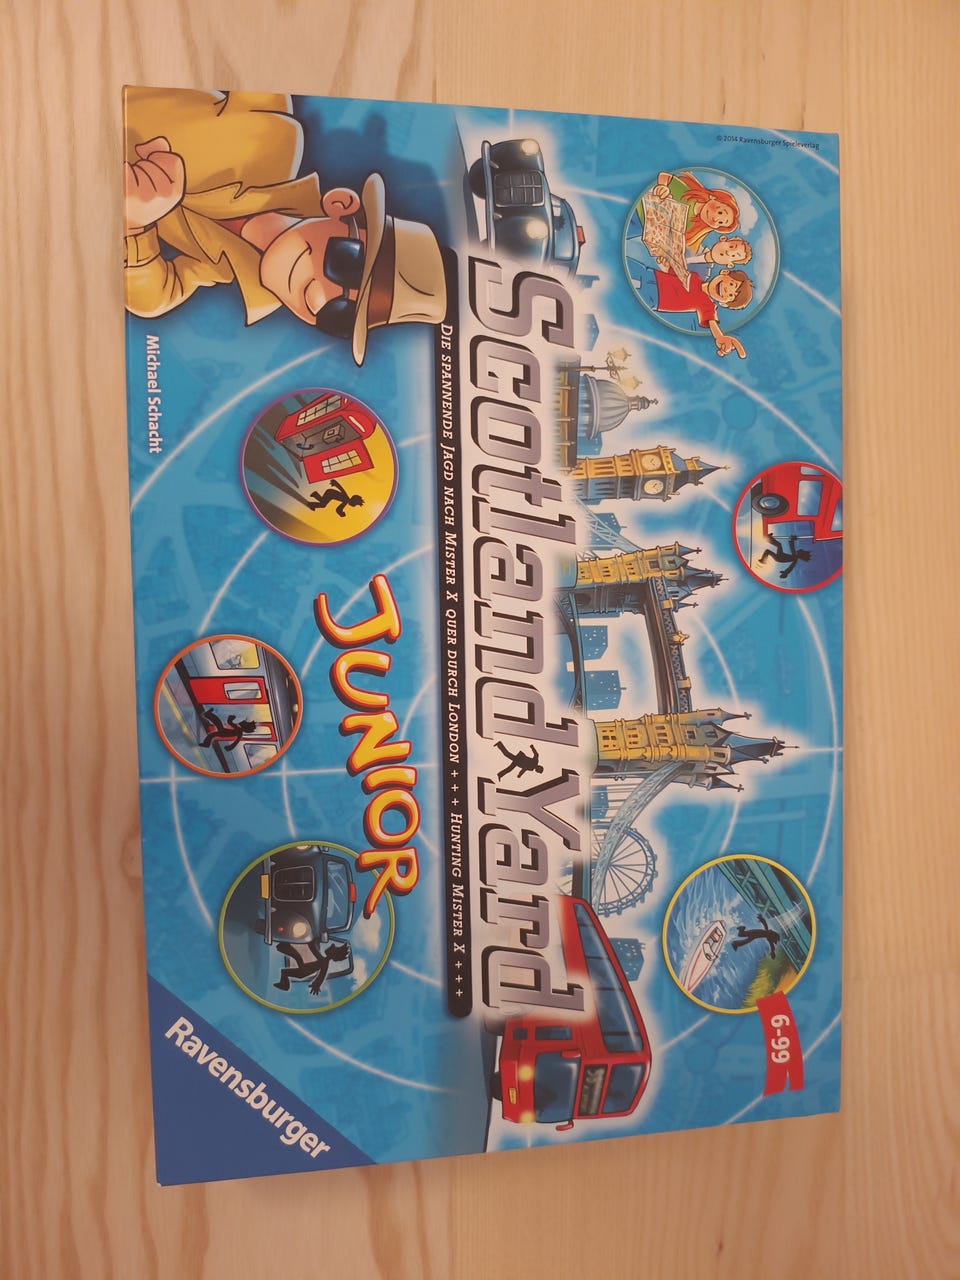 © 2014 Ravensburger Spieleverlag
6-99
Scotland Yard
Die spannende Jagd nach Mister X quer durch London + + + Hunting Mister X + + +
JUNIOR
Michael Schacht
Ravensburger